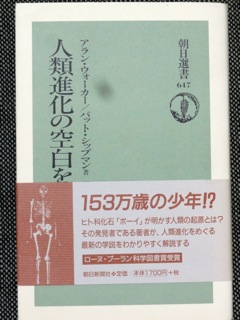 朝日選書
647
アラン・ウォーカー/パット・シップマン著
人類進化の空白を
153万歳の少年!?
ヒト科化石「ボーイ」が明かす人類の起源とは?
その発見者である著者が、人類進化をめぐる
最新の学説をわかりやすく解説する
ローヌ・プーラン科学図書賞受賞
朝日新聞社◇定価
本体1700円+税